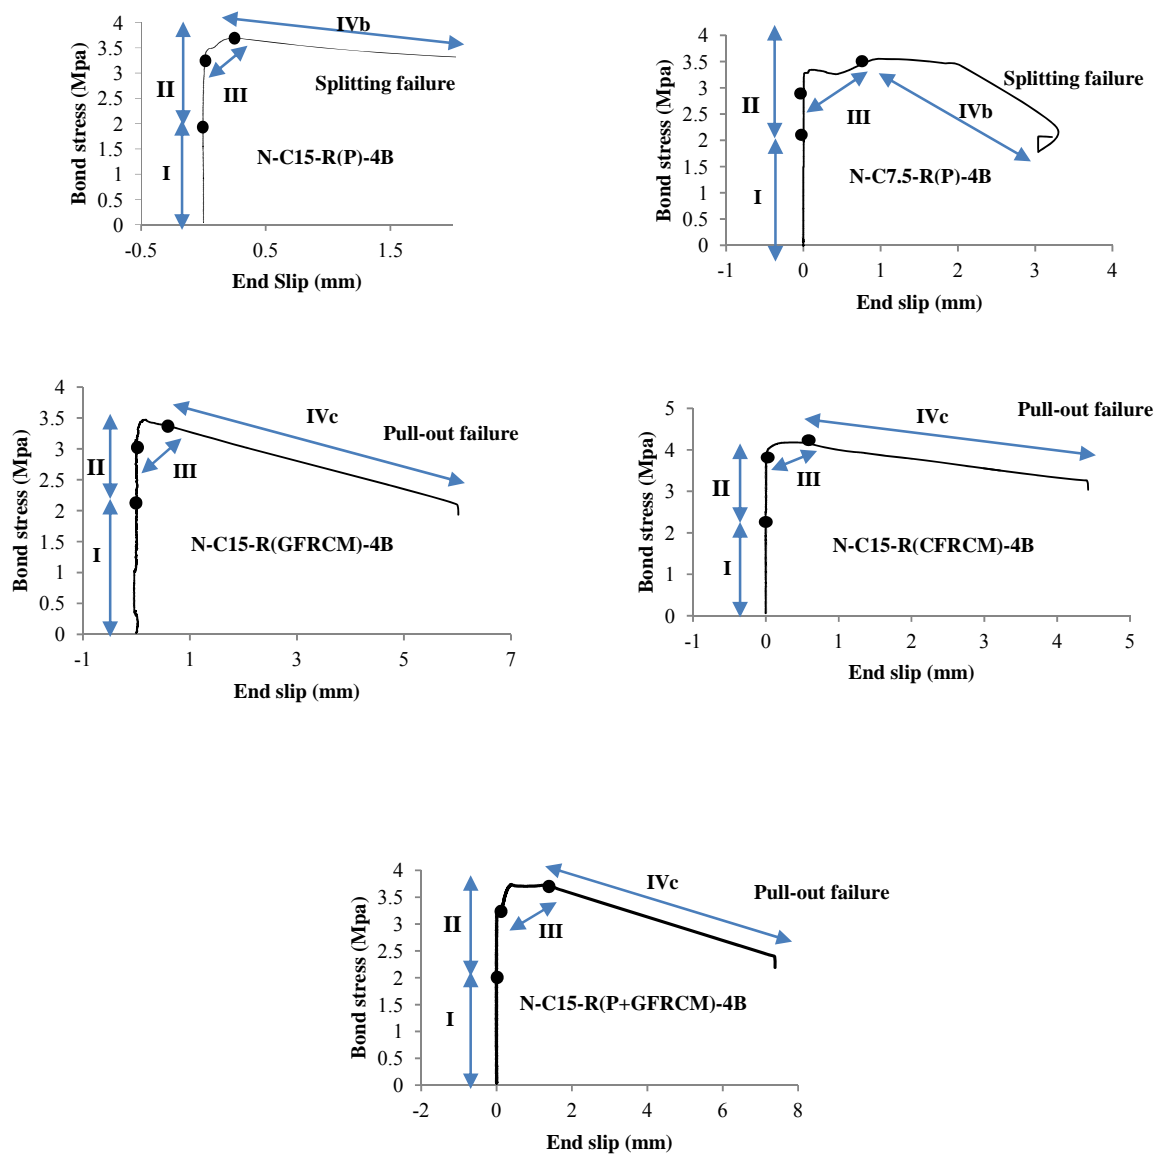 4
3.5
3
2.5
2
1.5
1
0.5
0
-0.5
0.5
1.5
Bond stress (Mpa)
End Slip (mm)
I
II
III
IVb
Splitting failure
N-C15-R(P)-4B
4
3.5
3
2.5
2
1.5
1
0.5
0
-1
0
1
2
3
4
Bond stress (Mpa)
End slip (mm)
I
II
III
IVb
Splitting failure
N-C7.5-R(P)-4B
4
3.5
3
2.5
2
1.5
1
0.5
0
-1
1
3
5
7
Bond stress (Mpa)
End slip (mm)
I
II
III
IVc
Pull-out failure
N-C15-R(GFRCM)-4B
5
4
3
2
1
0
-1
0
1
2
3
4
5
Bond stress (Mpa)
End slip (mm)
I
II
III
IVc
Pull-out failure
N-C15-R(CFRCM)-4B
4
3.5
3
2.5
2
1.5
1
0.5
0
-2
0
2
4
6
8
Bond stress (Mpa)
End slip (mm)
I
II
III
IVc
Pull-out failure
N-C15-R(P+GFRCM)-4B